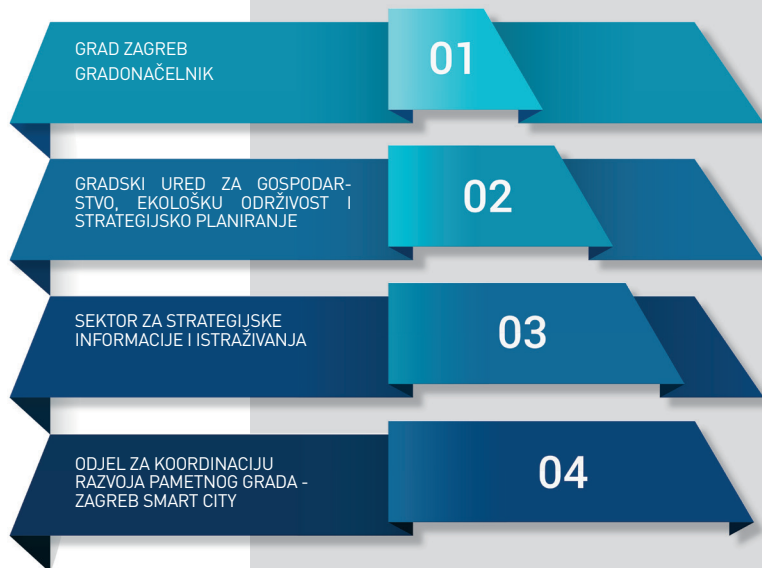 GRAD ZAGREB
GRADONAČELNIK
01
GRADSKI URED ZA GOSPODAR-
STVO, EKOLOŠKU ODRŽIVOST I
STRATEGIJSKO PLANIRANJE
02
SEKTOR ZA STRATEGIJSKE
INFORMACIJE I ISTRAŽIVANJA
03
ODJEL ZA KOORDINACIJU
RAZVOJA PAMETNOG GRADA -
ZAGREB SMART CITY
04